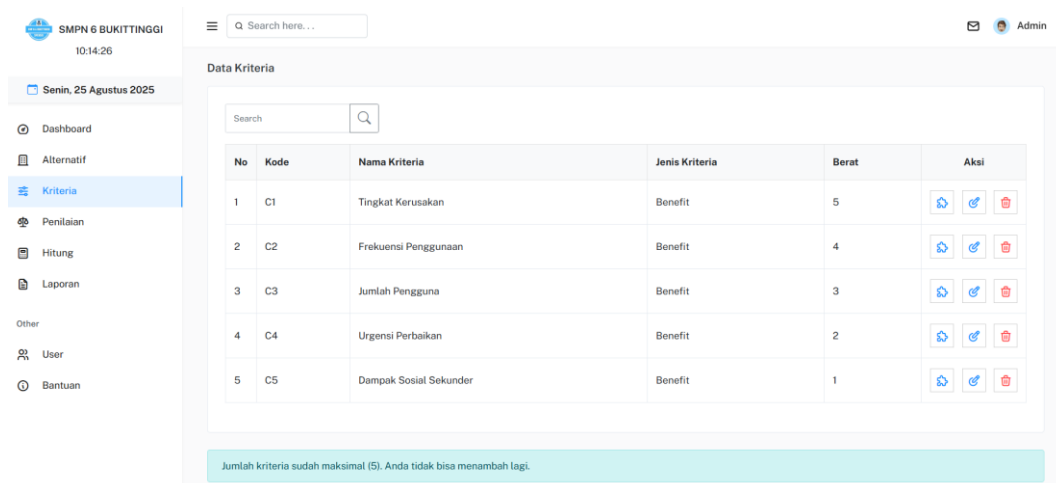 SMPN 6 BUKITTINGGI
10:14:26
Senin, 25 Agustus 2025
Dashboard
Alternatif
Kriteria
Penilaian
Hitung
Laporan
Other
User
Bantuan
Search here. . .
Admin
Data Kriteria
Search
No Kode Nama Kriteria Jenis Kriteria Berat Aksi
1 C1 Tingkat Kerusakan Benefit 5
2 C2 Frekuensi Penggunaan Benefit 4
3 C3 Jumlah Pengguna Benefit 3
4 C4 Urgensi Perbaikan Benefit 2
5 C5 Dampak Sosial Sekunder Benefit 1
Jumlah kriteria sudah maksimal (5). Anda tidak bisa menambah lagi.